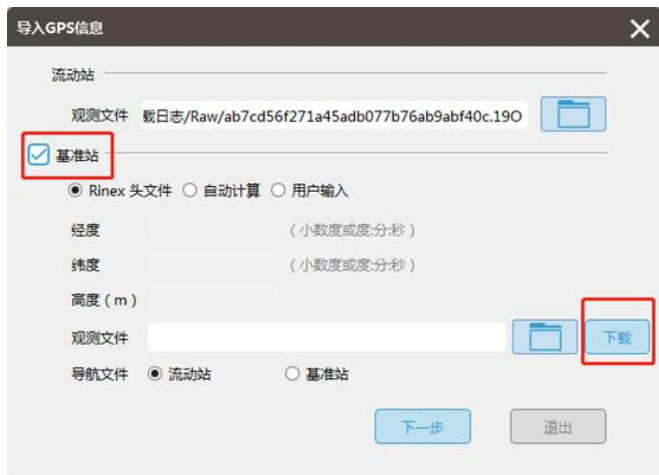 导入GPS信息
流动站
观测文件 载日志/Raw/ab7cd56f271a45adb077b76ab9abf40c.19O
基准站
Rinex 头文件 自动计算 用户输入
经度 (小数度或度:分:秒)
纬度 (小数度或度:分:秒)
高度(m)
观测文件 下载
导航文件 流动站 基准站
下一步 退出